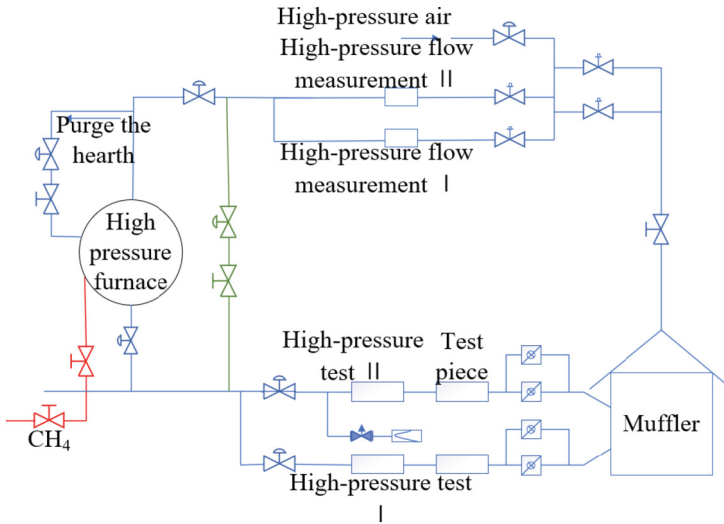 High-pressure air
High-pressure flow
measurement Ⅱ
Purge the
hearth
High-pressure flow
measurement Ⅰ
High
pressure
furnace
High-pressure
test Ⅱ
Test
piece
CH₄
Muffler
High-pressure test
Ⅰ